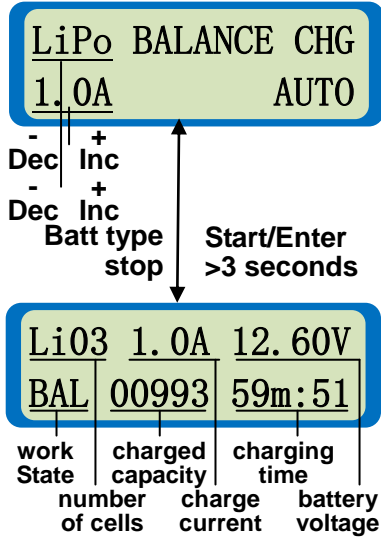 LiPo BALANCE CHG
1.0A AUTO
- +
Dec Inc
- +
Dec Inc
Batt type Start/Enter
stop >3 seconds
Li03 1.0A 12.60V
BAL 00993 59m:51
work charged charging
State capacity time
number charge battery
of cells current voltage